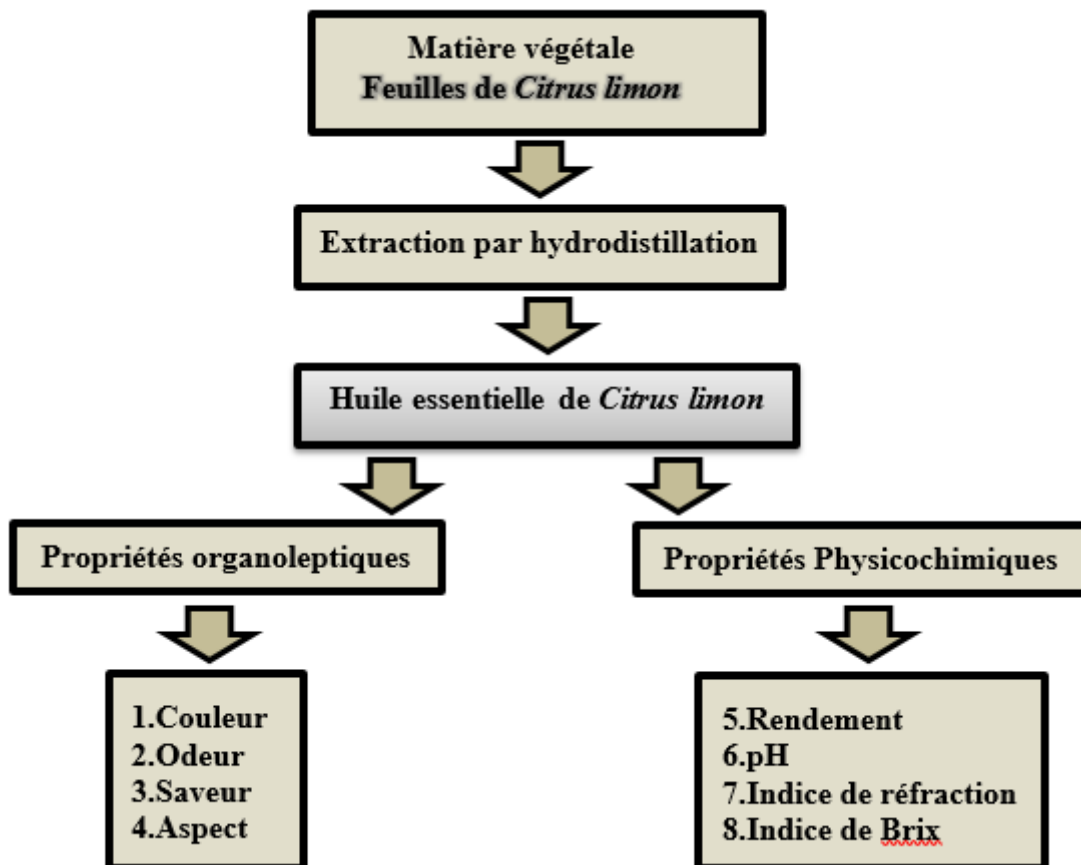 Matière végétale
Feuilles de Citrus limon
Extraction par hydrodistillation
Huile essentielle de Citrus limon
Propriétés organoleptiques
Propriétés Physicochimiques
1.Couleur
2.Odeur
3.Saveur
4.Aspect
5.Rendement
6.pH
7.Indice de réfraction
8.Indice de Brix